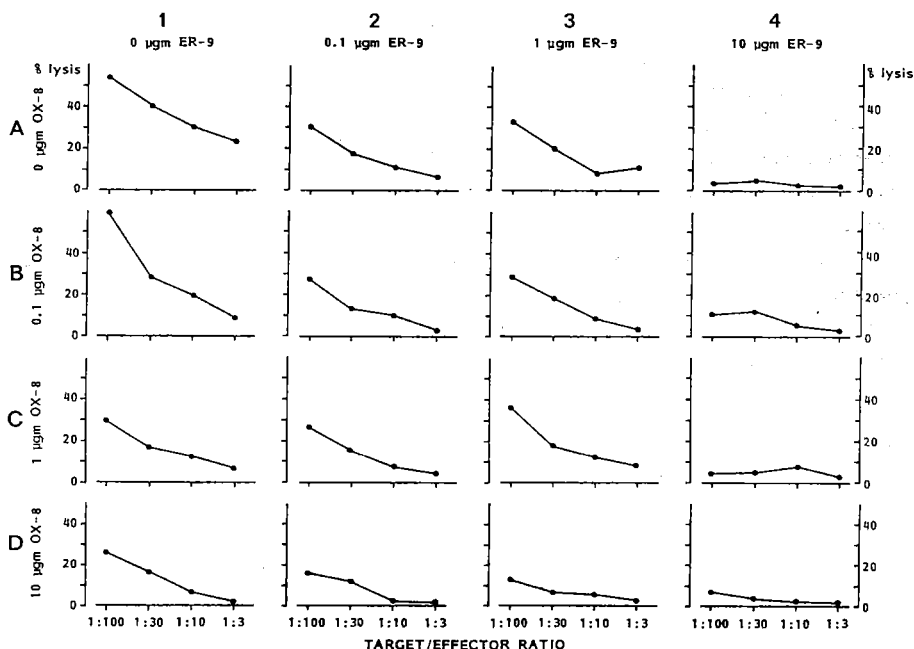 1 2 3 4
0 µgm ER-9 0.1 µgm ER-9 1 µgm ER-9 10 µgm ER-9
% lysis % lysis
A 0 µgm OX-8
40 40
20 20
0 0
B 0.1 µgm OX-8
40 40
20 20
0 0
C 1 µgm OX-8
40 40
20 20
0 0
D 10 µgm OX-8
40 40
20 20
0 0
1:100 1:30 1:10 1:3 1:100 1:30 1:10 1:3 1:100 1:30 1:10 1:3 1:100 1:30 1:10 1:3
TARGET/EFFECTOR RATIO